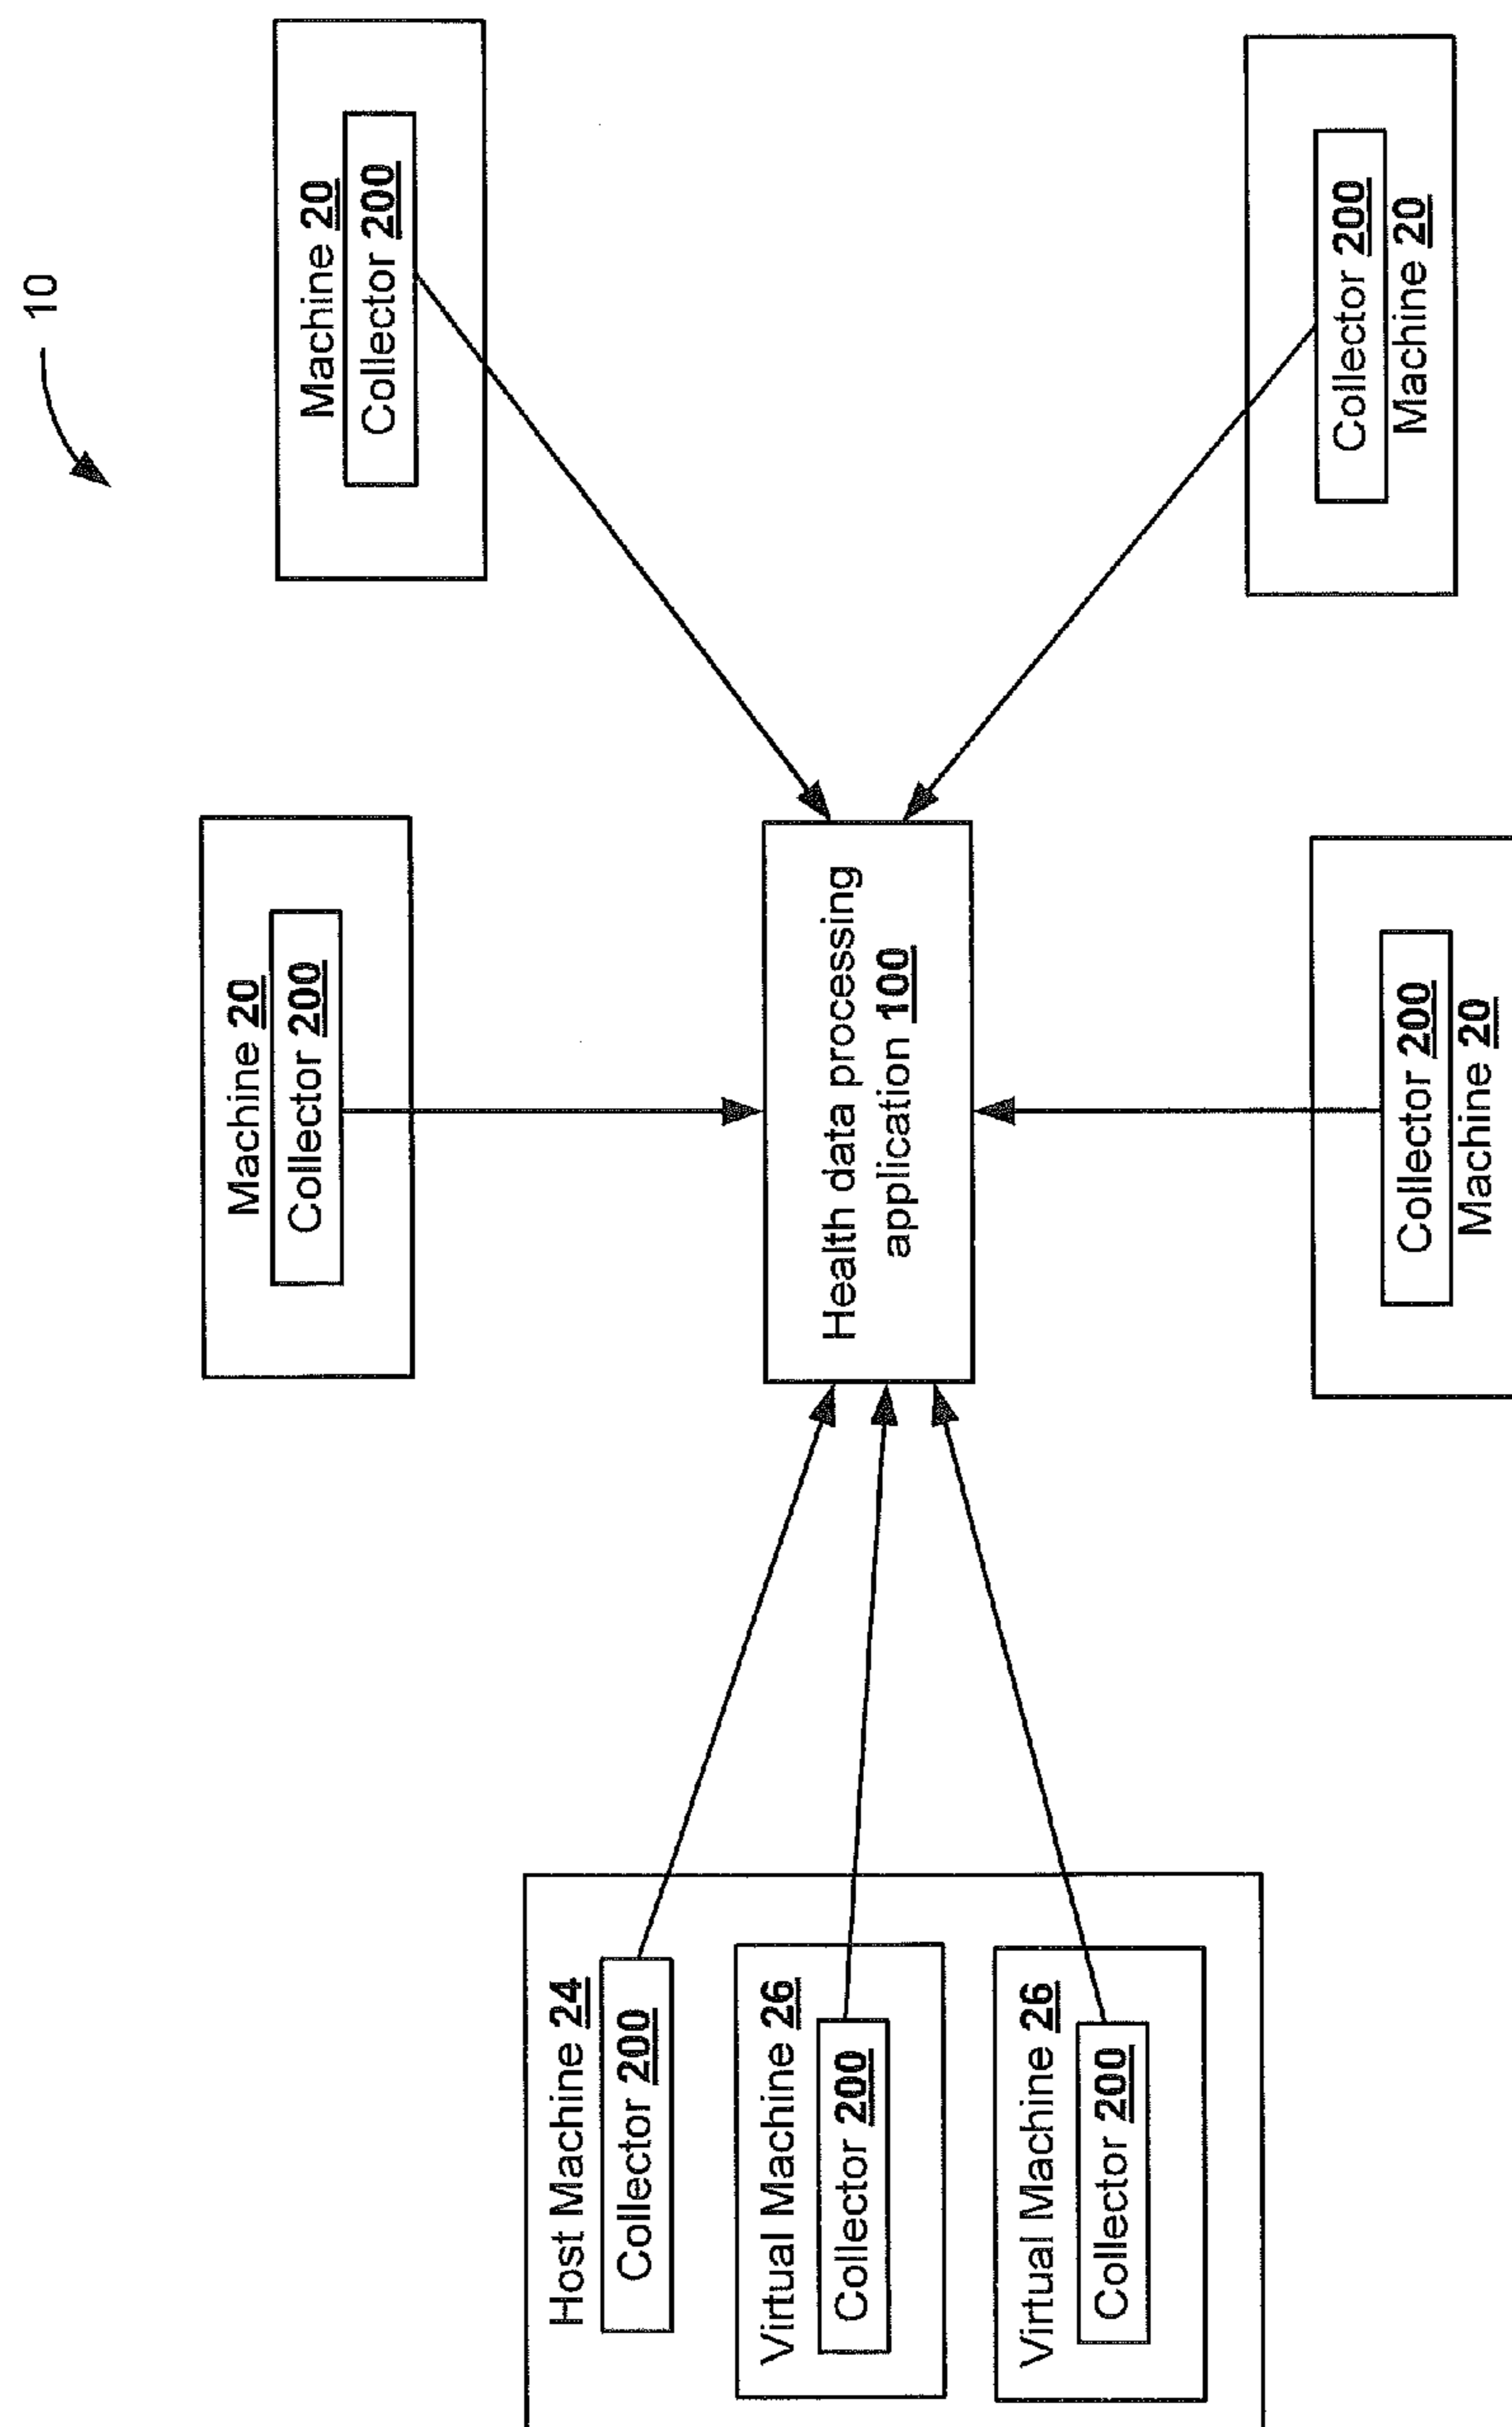 10
Machine 20
Collector 200
Machine 20
Collector 200
Host Machine 24
Collector 200
Virtual Machine 26
Collector 200
Virtual Machine 26
Collector 200
Health data processing
application 100
Collector 200
Machine 20
Collector 200
Machine 20